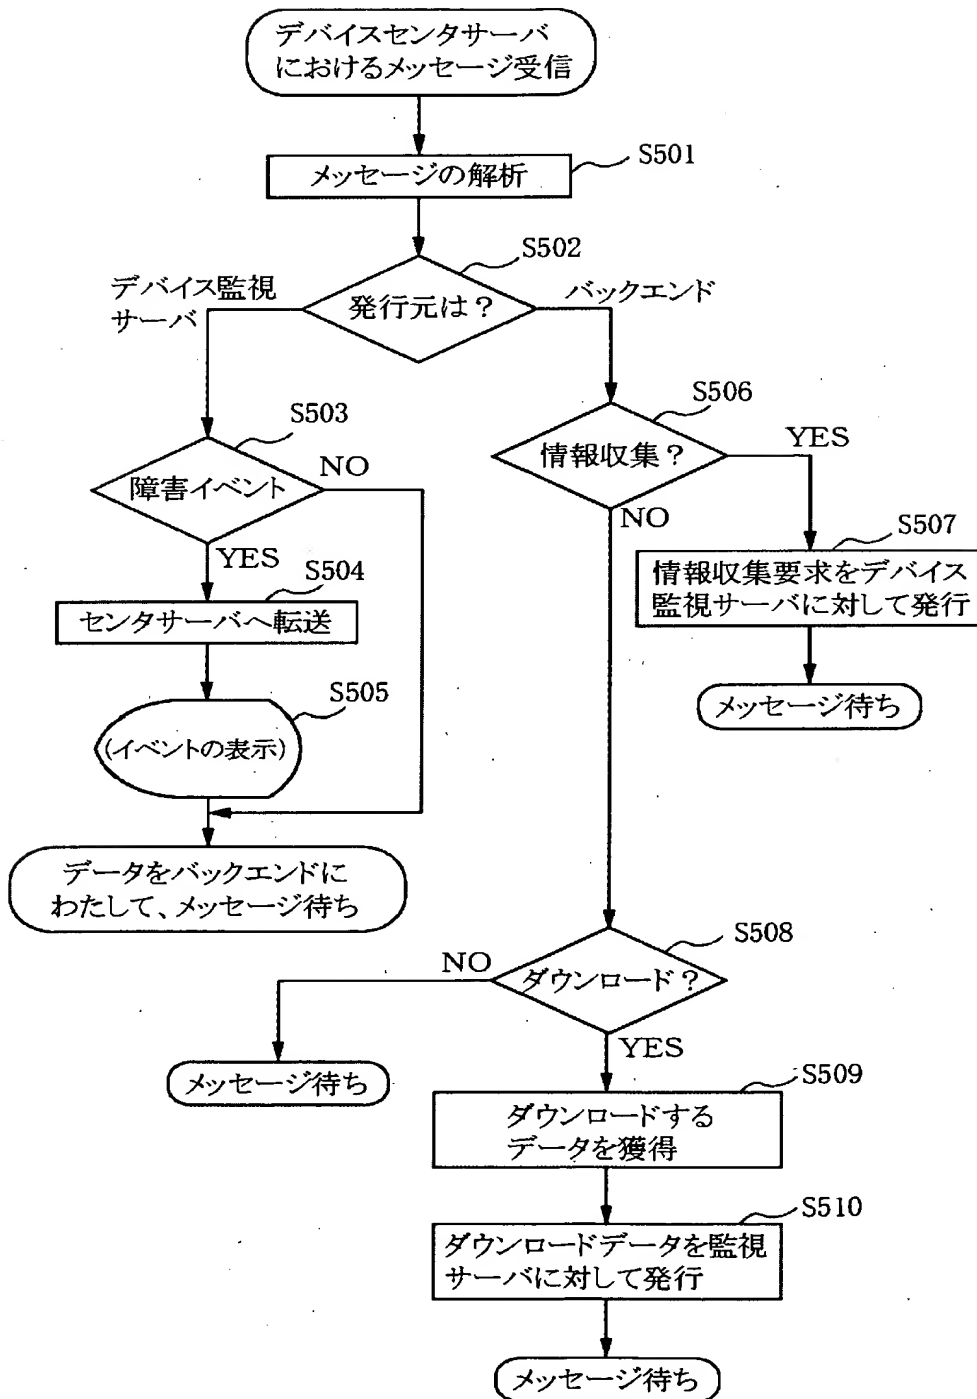 デバイスセンタサーバ
におけるメッセージ受信
S501
メッセージの解析
S502
発行元は？
デバイス監視
サーバ
バックエンド
S503
障害イベント
NO
YES
S504
センタサーバへ転送
S505
(イベントの表示)
データをバックエンドに
わたして、メッセージ待ち
S506
情報収集？
YES
NO
S507
情報収集要求をデバイス
監視サーバに対して発行
メッセージ待ち
S508
ダウンロード？
NO
メッセージ待ち
YES
S509
ダウンロードする
データを獲得
S510
ダウンロードデータを監視
サーバに対して発行
メッセージ待ち